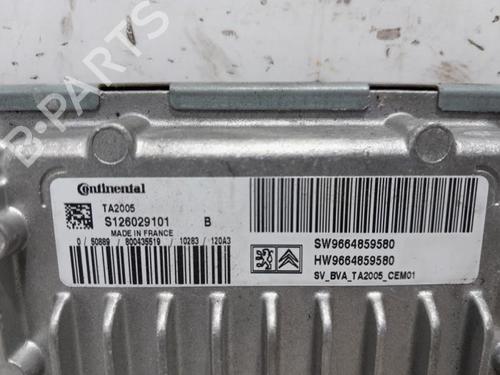 B-PARTS
Continental
TA2005
S126029101 B
MADE IN FRANCE
0 / 50889 / 800435519 / 10283 / 120A3
SW9664859580
HW9664859580
SV_BVA_TA2005_CEM01